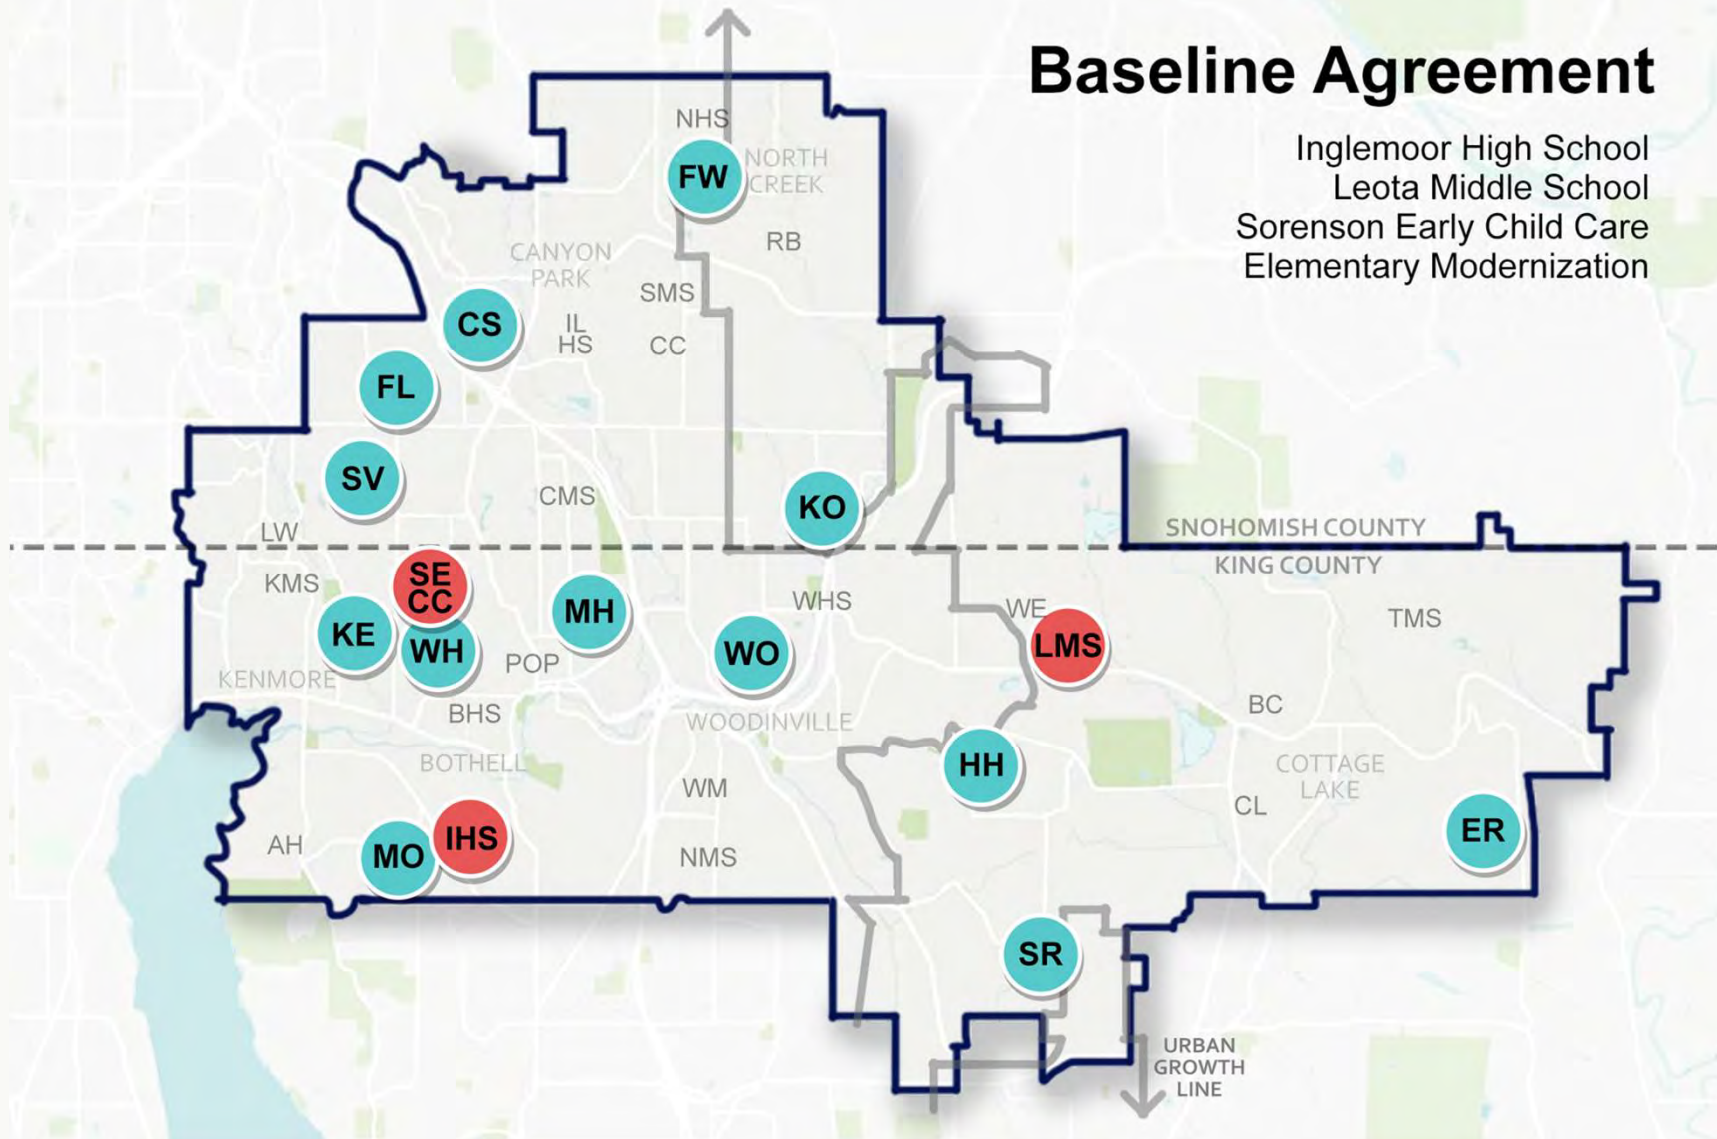 Baseline Agreement
Inglemoor High School
Leota Middle School
Sorenson Early Child Care
Elementary Modernization
NHS
FW
NORTH
CREEK
RB
CANYON
PARK
SMS
CS
IL
HS
CC
FL
SV
CMS
KO
LW
SNOHOMISH COUNTY
KING COUNTY
KMS
SE
CC
KE
WH
MH
WHS
WE
LMS
TMS
WO
POP
KENMORE
BHS
WOODINVILLE
BC
BOTHELL
HH
COTTAGE
LAKE
WM
CL
ER
AH
MO
IHS
NMS
SR
URBAN
GROWTH
LINE